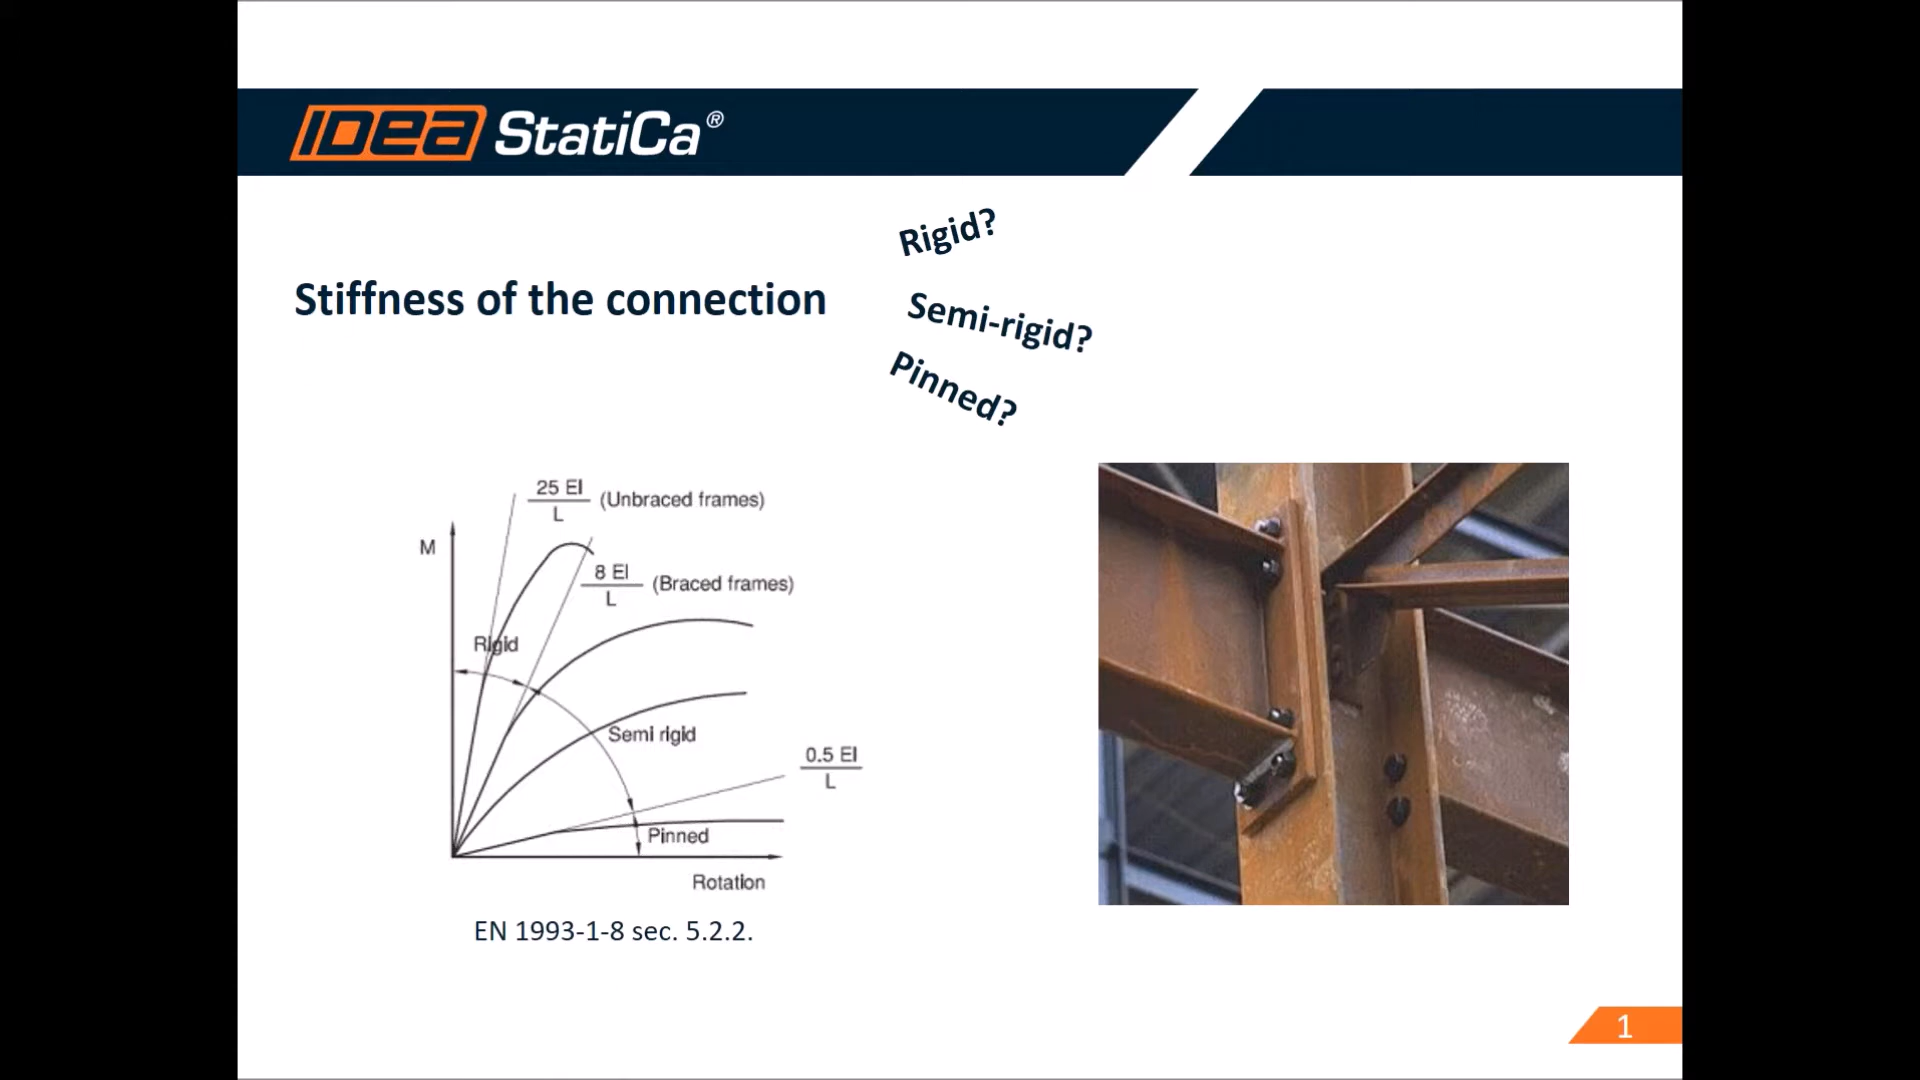 IDEA StatiCa®
Rigid?
Stiffness of the connection
Semi-rigid?
Pinned?
25 EI
L
(Unbraced frames)
M
8 EI
L
(Braced frames)
Rigid
Semi rigid
0.5 EI
L
Pinned
Rotation
EN 1993-1-8 sec. 5.2.2.
1